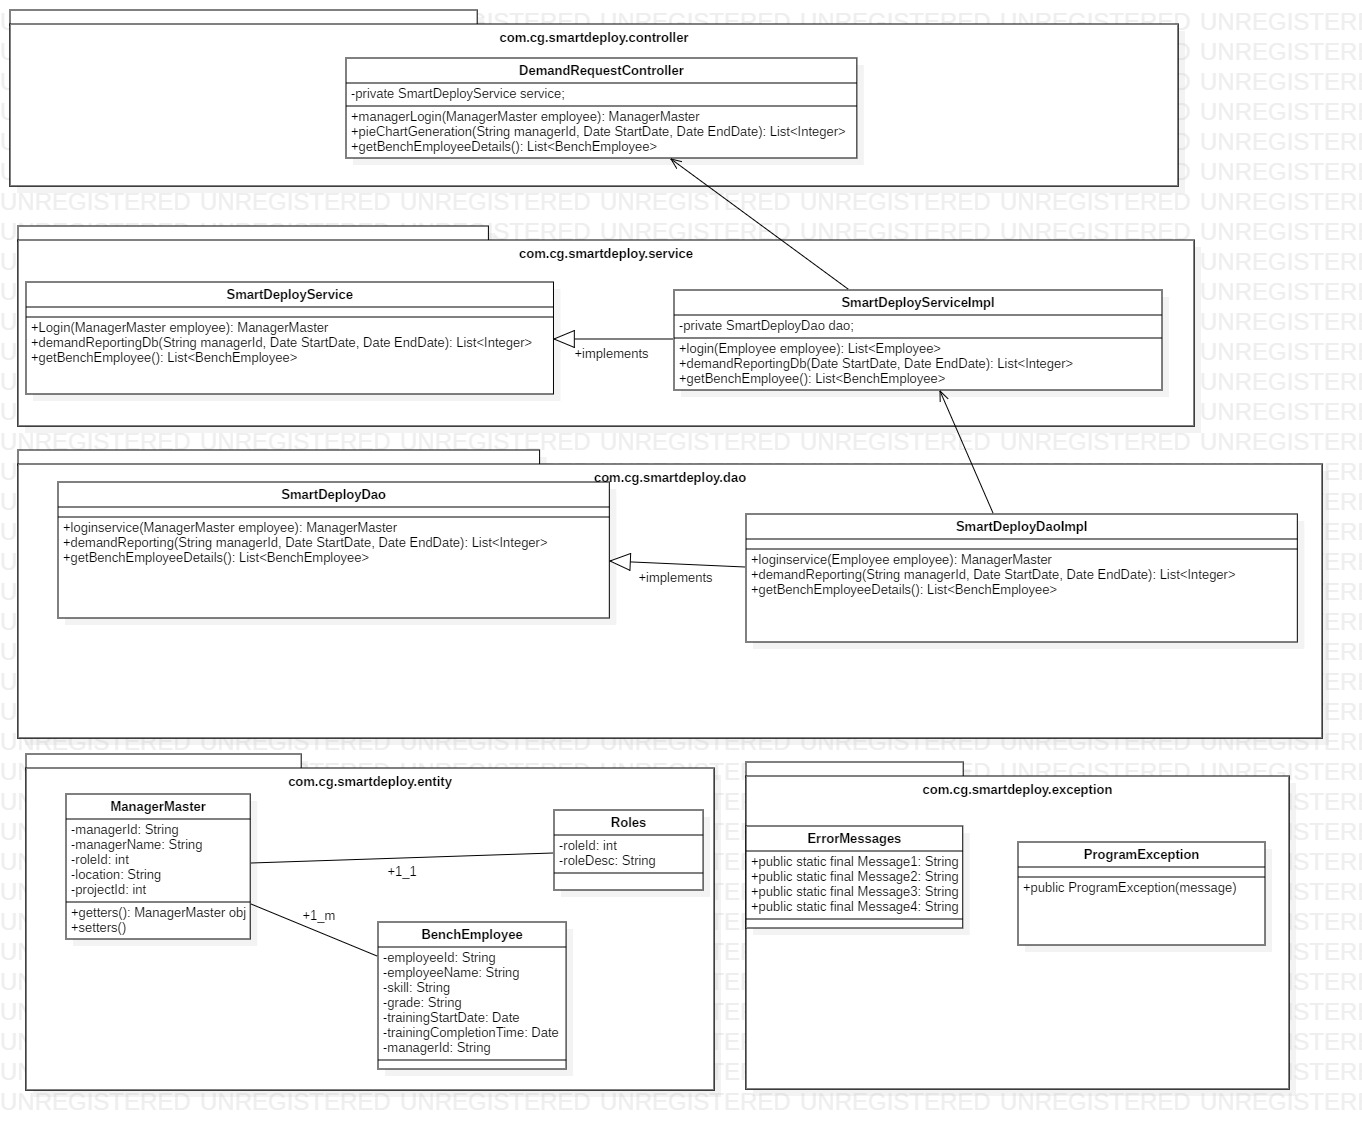 com.cg.smartdeploy.controller
DemandRequestController
-private SmartDeployService service;
+managerLogin(ManagerMaster employee): ManagerMaster
+pieChartGeneration(String managerId, Date StartDate, Date EndDate): List<Integer>
+getBenchEmployeeDetails(): List<BenchEmployee>
com.cg.smartdeploy.service
SmartDeployService
+Login(ManagerMaster employee): ManagerMaster
+demandReportingDb(String managerId, Date StartDate, Date EndDate): List<Integer>
+getBenchEmployee(): List<BenchEmployee>
+implements
SmartDeployServiceImpl
-private SmartDeployDao dao;
+login(Employee employee): List<Employee>
+demandReportingDb(Date StartDate, Date EndDate): List<Integer>
+getBenchEmployee(): List<BenchEmployee>
com.cg.smartdeploy.dao
SmartDeployDao
+loginservice(ManagerMaster employee): ManagerMaster
+demandReporting(String managerId, Date StartDate, Date EndDate): List<Integer>
+getBenchEmployeeDetails(): List<BenchEmployee>
+implements
SmartDeployDaoImpl
+loginservice(Employee employee): ManagerMaster
+demandReporting(String managerId, Date StartDate, Date EndDate): List<Integer>
+getBenchEmployeeDetails(): List<BenchEmployee>
com.cg.smartdeploy.entity
ManagerMaster
-managerId: String
-managerName: String
-roleId: int
-location: String
-projectId: int
+getters(): ManagerMaster obj
+setters()
+1_1
Roles
-roleId: int
-roleDesc: String
+1_m
BenchEmployee
-employeeId: String
-employeeName: String
-skill: String
-grade: String
-trainingStartDate: Date
-trainingCompletionTime: Date
-managerId: String
com.cg.smartdeploy.exception
ErrorMessages
+public static final Message1: String
+public static final Message2: String
+public static final Message3: String
+public static final Message4: String
ProgramException
+public ProgramException(message)
UNREGISTERED UNREGISTERED UNREGISTERED UNREGISTERED UNREGISTERED UNREGISTERED